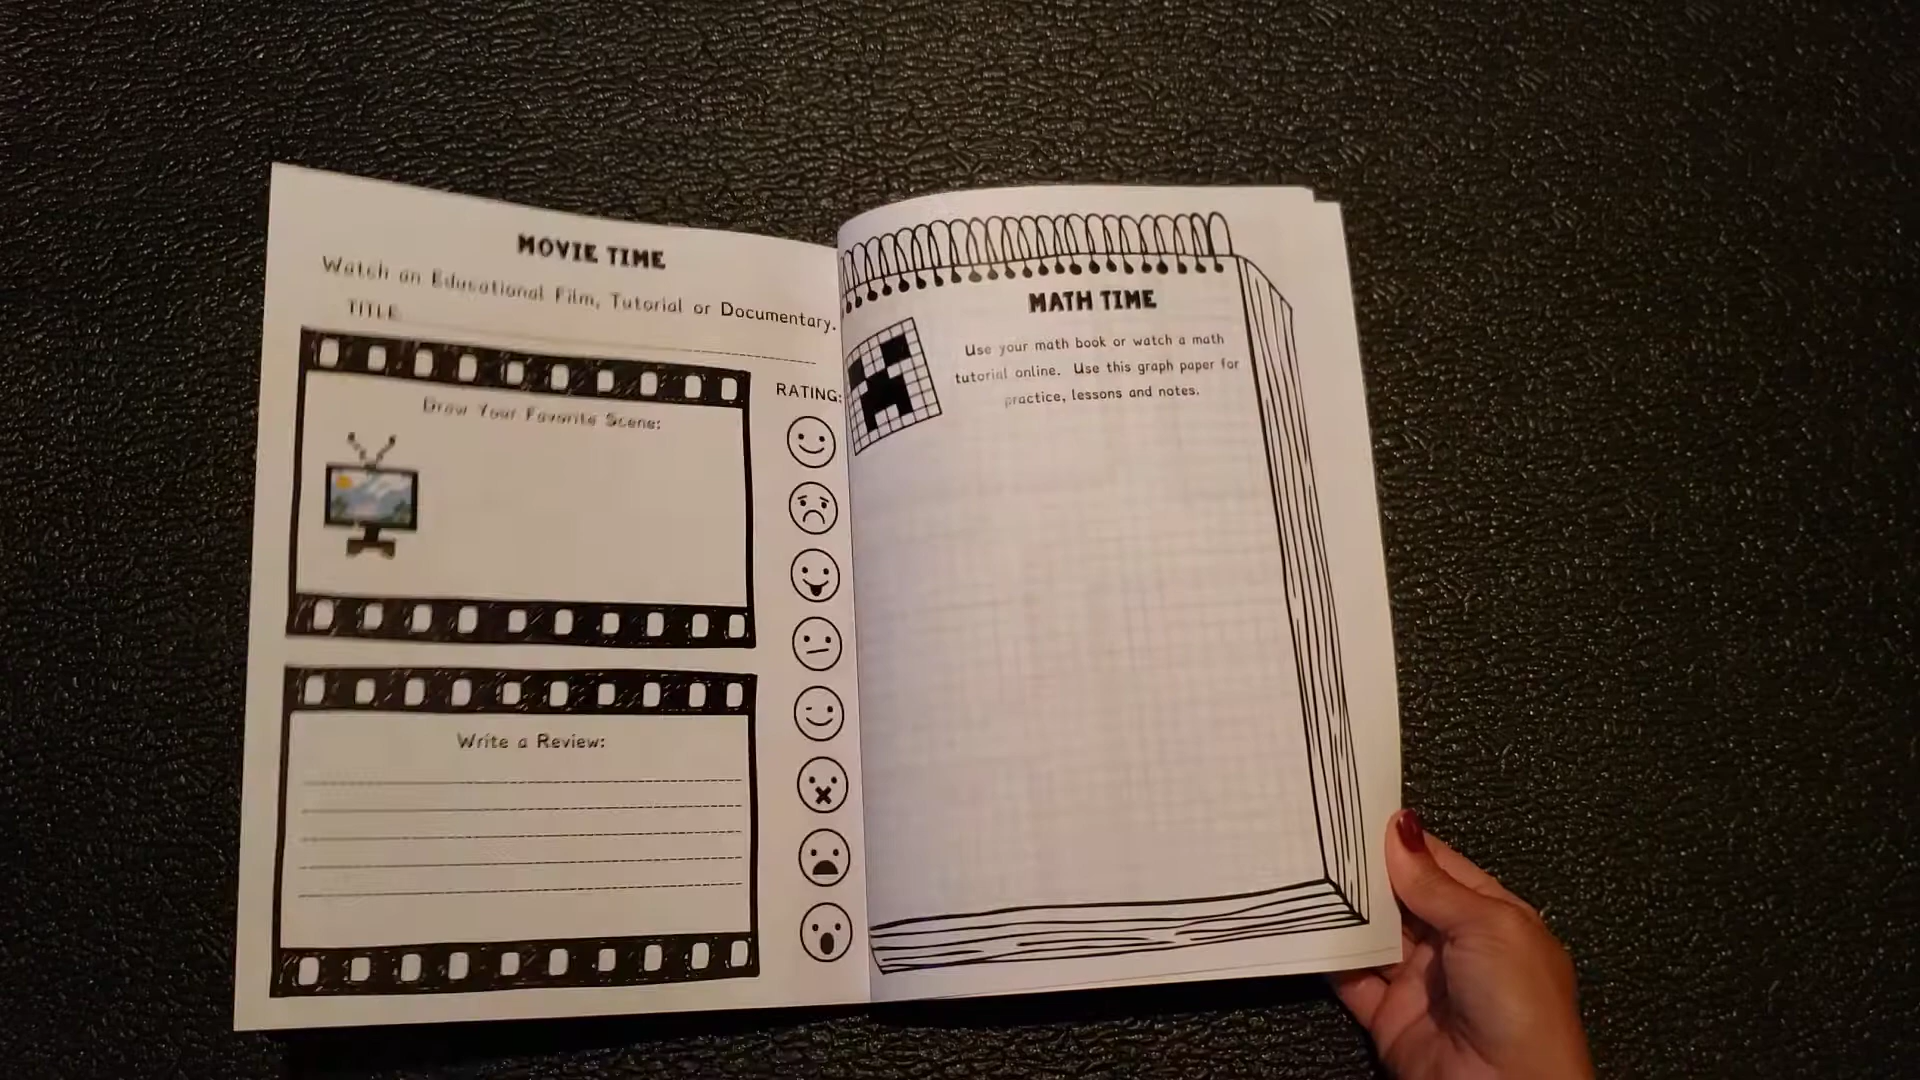 MOVIE TIME
Watch an Educational Film, Tutorial or Documentary.
TITLE
Draw Your Favorite Scene:
RATING:
Write a Review:
MATH TIME
Use your math book or watch a math
tutorial online. Use this graph paper for
practice, lessons and notes.